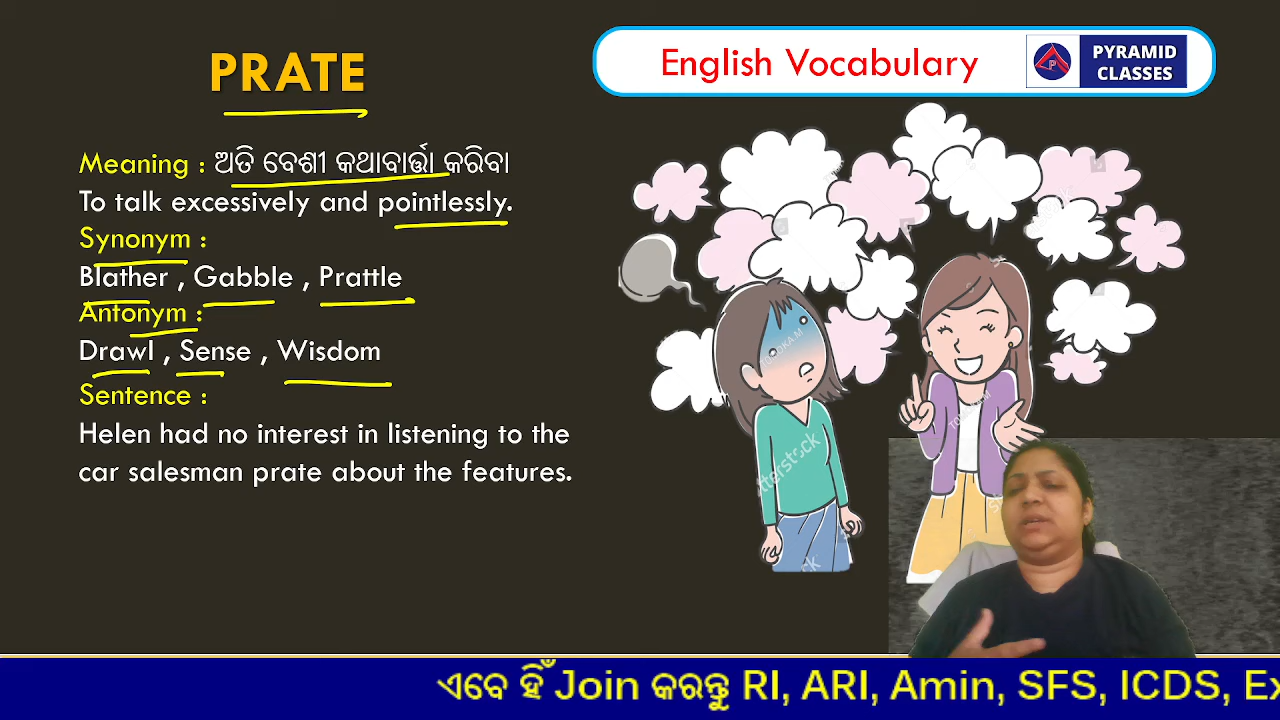 PRATE
English Vocabulary
PYRAMID
CLASSES
Meaning : ଅତି ବେଶୀ କଥାବାର୍ତ୍ତା କରିବା
To talk excessively and pointlessly.
Synonym :
Blather , Gabble , Prattle
Antonym :
Drawl , Sense , Wisdom
Sentence :
Helen had no interest in listening to the
car salesman prate about the features.
ଏବେ ହିଁ Join କରନ୍ତୁ RI, ARI, Amin, SFS, ICDS, Ex